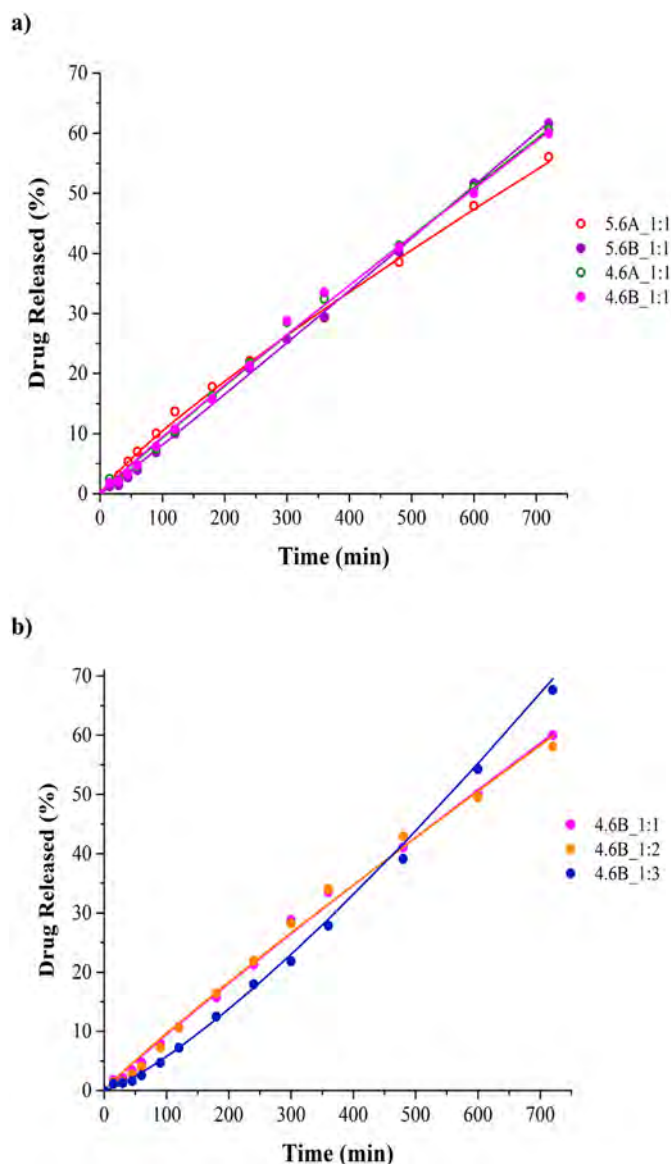 a)
70
60
50
40
30
20
10
0
Drug Released (%)
0 100 200 300 400 500 600 700
Time (min)
5.6A_1:1
5.6B_1:1
4.6A_1:1
4.6B_1:1
b)
70
60
50
40
30
20
10
0
Drug Released (%)
0 100 200 300 400 500 600 700
Time (min)
4.6B_1:1
4.6B_1:2
4.6B_1:3